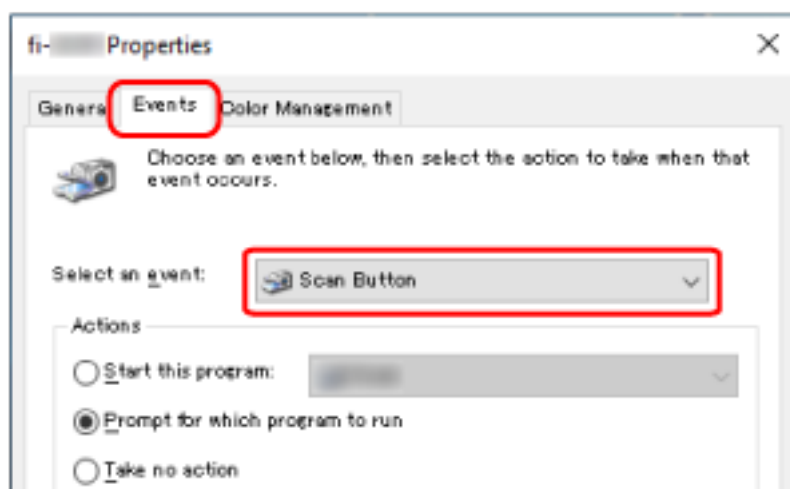 fi- Properties
General Events Color Management
Choose an event below, then select the action to take when that
event occurs.
Select an event: Scan Button
Actions
Start this program:
Prompt for which program to run
Take no action